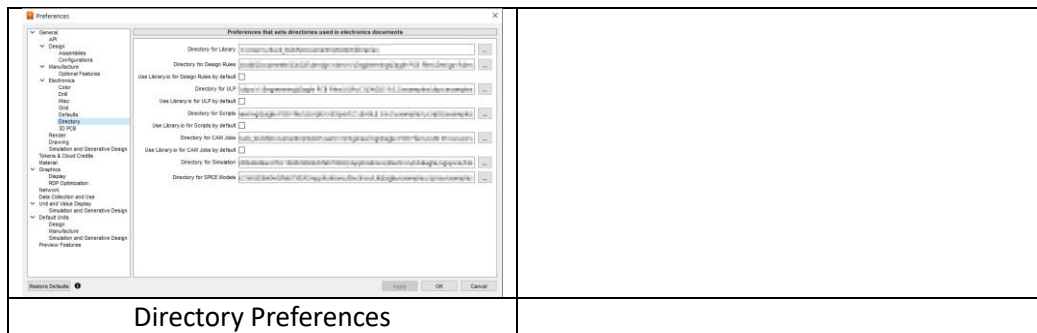 Preferences
General
API
Design
Assemblies
Configurations
Manufacture
Optional Features
Electronics
Color
Drill
Misc
Grid
Defaults
Directory
3D PCB
Render
Drawing
Simulation and Generative Design
Tokens & Cloud Credits
Material
Graphics
Display
RDP Optimization
Network
Data Collection and Use
Unit and Value Display
Simulation and Generative Design
Default Units
Design
Manufacture
Simulation and Generative Design
Preview Features
Preferences that sets directories used in electronics documents
Directory for Library ...
Directory for Design Rules ...
Use Library.io for Design Rules by default
Directory for ULP ...
Use Library.io for ULP by default
Directory for Scripts ...
Use Library.io for Scripts by default
Directory for CAM Jobs ...
Use Library.io for CAM Jobs by default
Directory for Simulation ...
Directory for SPICE Models ...
Restore Defaults Apply OK Cancel
Directory Preferences